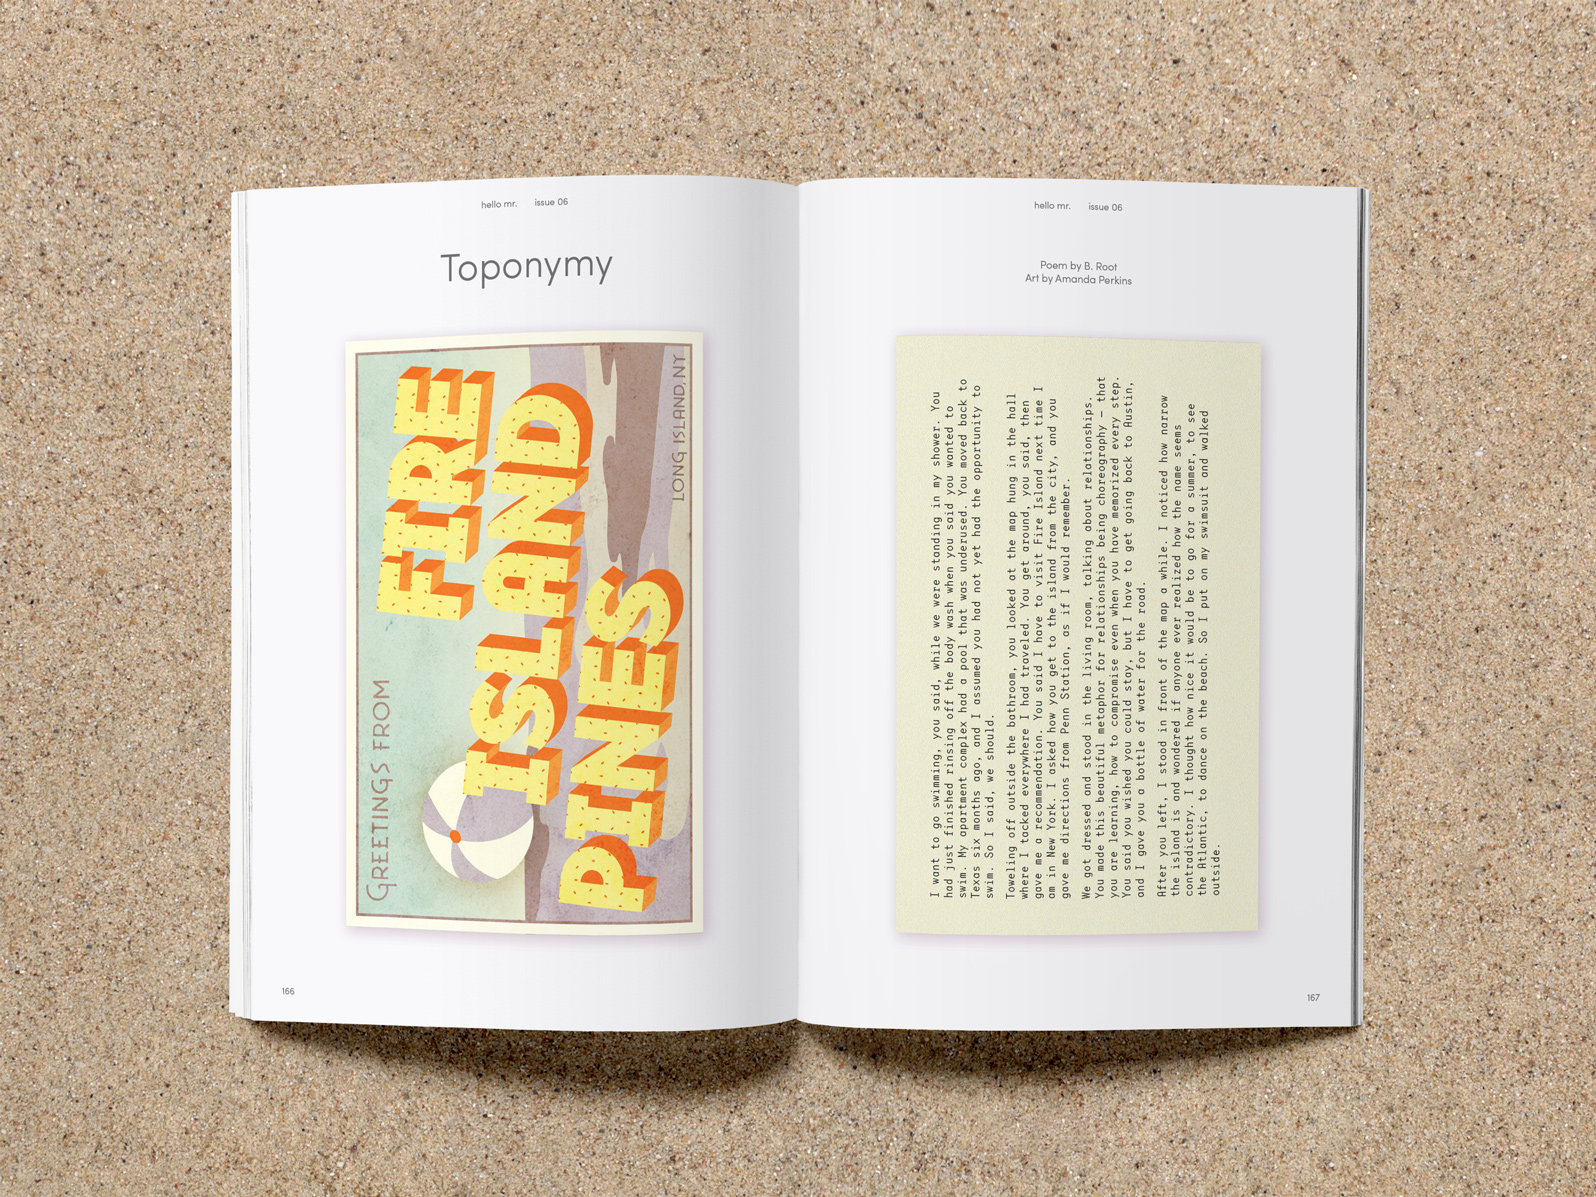 hello mr. issue 06
Toponymy
GREETINGS FROM
FIRE
ISLAND
PINES
LONG ISLAND, NY
166
hello mr. issue 06
Poem by B. Root
Art by Amanda Perkins
I want to go swimming, you said, while we were standing in my shower. You
had just finished rinsing off the body wash when you said you wanted to
swim. My apartment complex had a pool that was underused. You moved back to
Texas six months ago, and I assumed you had not yet had the opportunity to
swim. So I said, we should.
Toweling off outside the bathroom, you looked at the map hung in the hall
where I tacked everywhere I had traveled. You get around, you said, then
gave me a recommendation. You said I have to visit Fire Island next time I
am in New York. I asked how you get to the island from the city, and you
gave me directions from Penn Station, as if I would remember.
We got dressed and stood in the living room, talking about relationships.
You made this beautiful metaphor for relationships being choreography – that
you are learning, how to compromise even when you have memorized every step.
You said you wished you could stay, but I have to get going back to Austin,
and I gave you a bottle of water for the road.
After you left, I stood in front of the map a while. I noticed how narrow
the island is and wondered if anyone ever realized how the name seems
contradictory. I thought how nice it would be to go for a summer, to see
the Atlantic, to dance on the beach. So I put on my swimsuit and walked
outside.
167